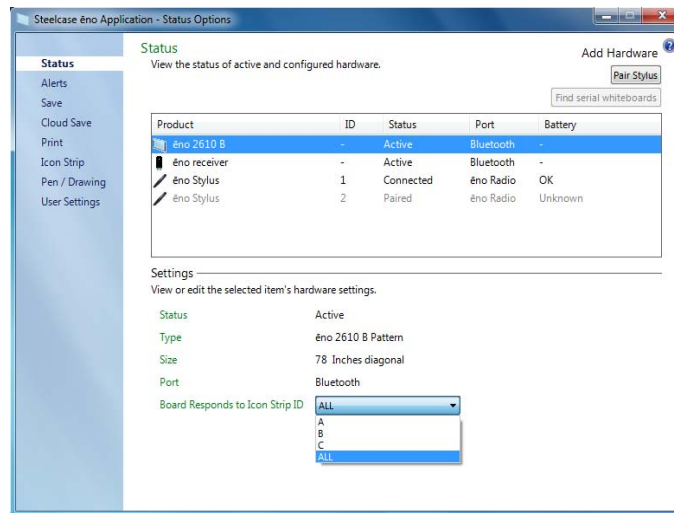 Steelcase ēno Application - Status Options
Status
Alerts
Save
Cloud Save
Print
Icon Strip
Pen / Drawing
User Settings
Status
View the status of active and configured hardware.
Add Hardware ?
Pair Stylus
Find serial whiteboards
Product ID Status Port Battery
ēno 2610 B - Active Bluetooth -
ēno receiver - Active Bluetooth -
ēno Stylus 1 Connected ēno Radio OK
ēno Stylus 2 Paired ēno Radio Unknown
Settings
View or edit the selected item's hardware settings.
Status Active
Type ēno 2610 B Pattern
Size 78 Inches diagonal
Port Bluetooth
Board Responds to Icon Strip ID ALL
A
B
C
ALL